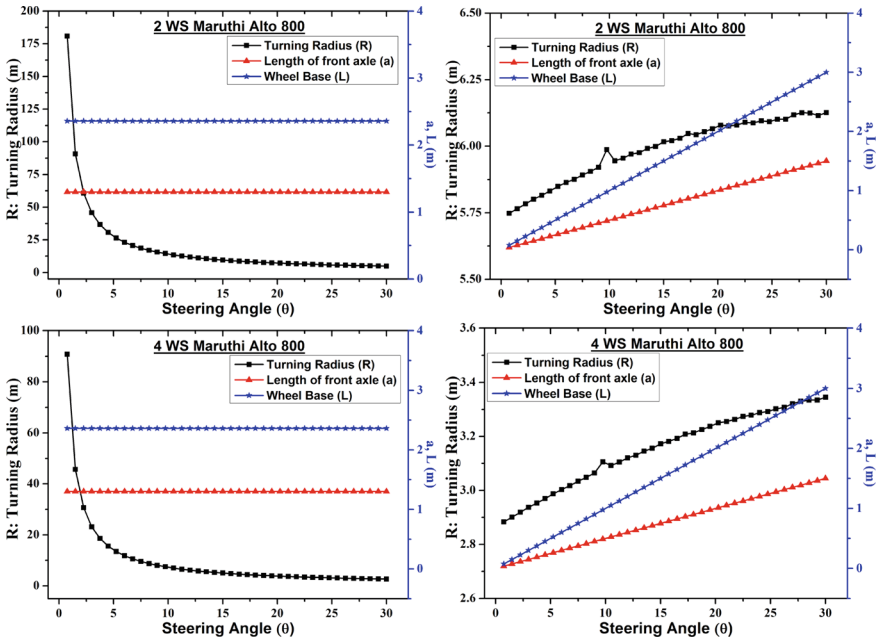 2 WS Maruthi Alto 800
Turning Radius (R)
Length of front axle (a)
Wheel Base (L)
R: Turning Radius (m)
175
150
125
100
75
50
25
0
4
3
2
1
0
a, L (m)
0 5 10 15 20 25 30
Steering Angle (θ)
2 WS Maruthi Alto 800
Turning Radius (R)
Length of front axle (a)
Wheel Base (L)
R: Turning Radius (m)
6.50
6.25
6.00
5.75
5.50
4
3
2
1
0
a, L (m)
0 5 10 15 20 25 30
Steering Angle (θ)
4 WS Maruthi Alto 800
Turning Radius (R)
Length of front axle (a)
Wheel Base (L)
R: Turning Radius (m)
100
80
60
40
20
0
4
3
2
1
0
a, L (m)
0 5 10 15 20 25 30
Steering Angle (θ)
4 WS Maruthi Alto 800
Turning Radius (R)
Length of front axle (a)
Wheel Base (L)
R: Turning Radius (m)
3.6
3.4
3.2
3.0
2.8
2.6
4
3
2
1
0
a, L (m)
0 5 10 15 20 25 30
Steering Angle (θ)